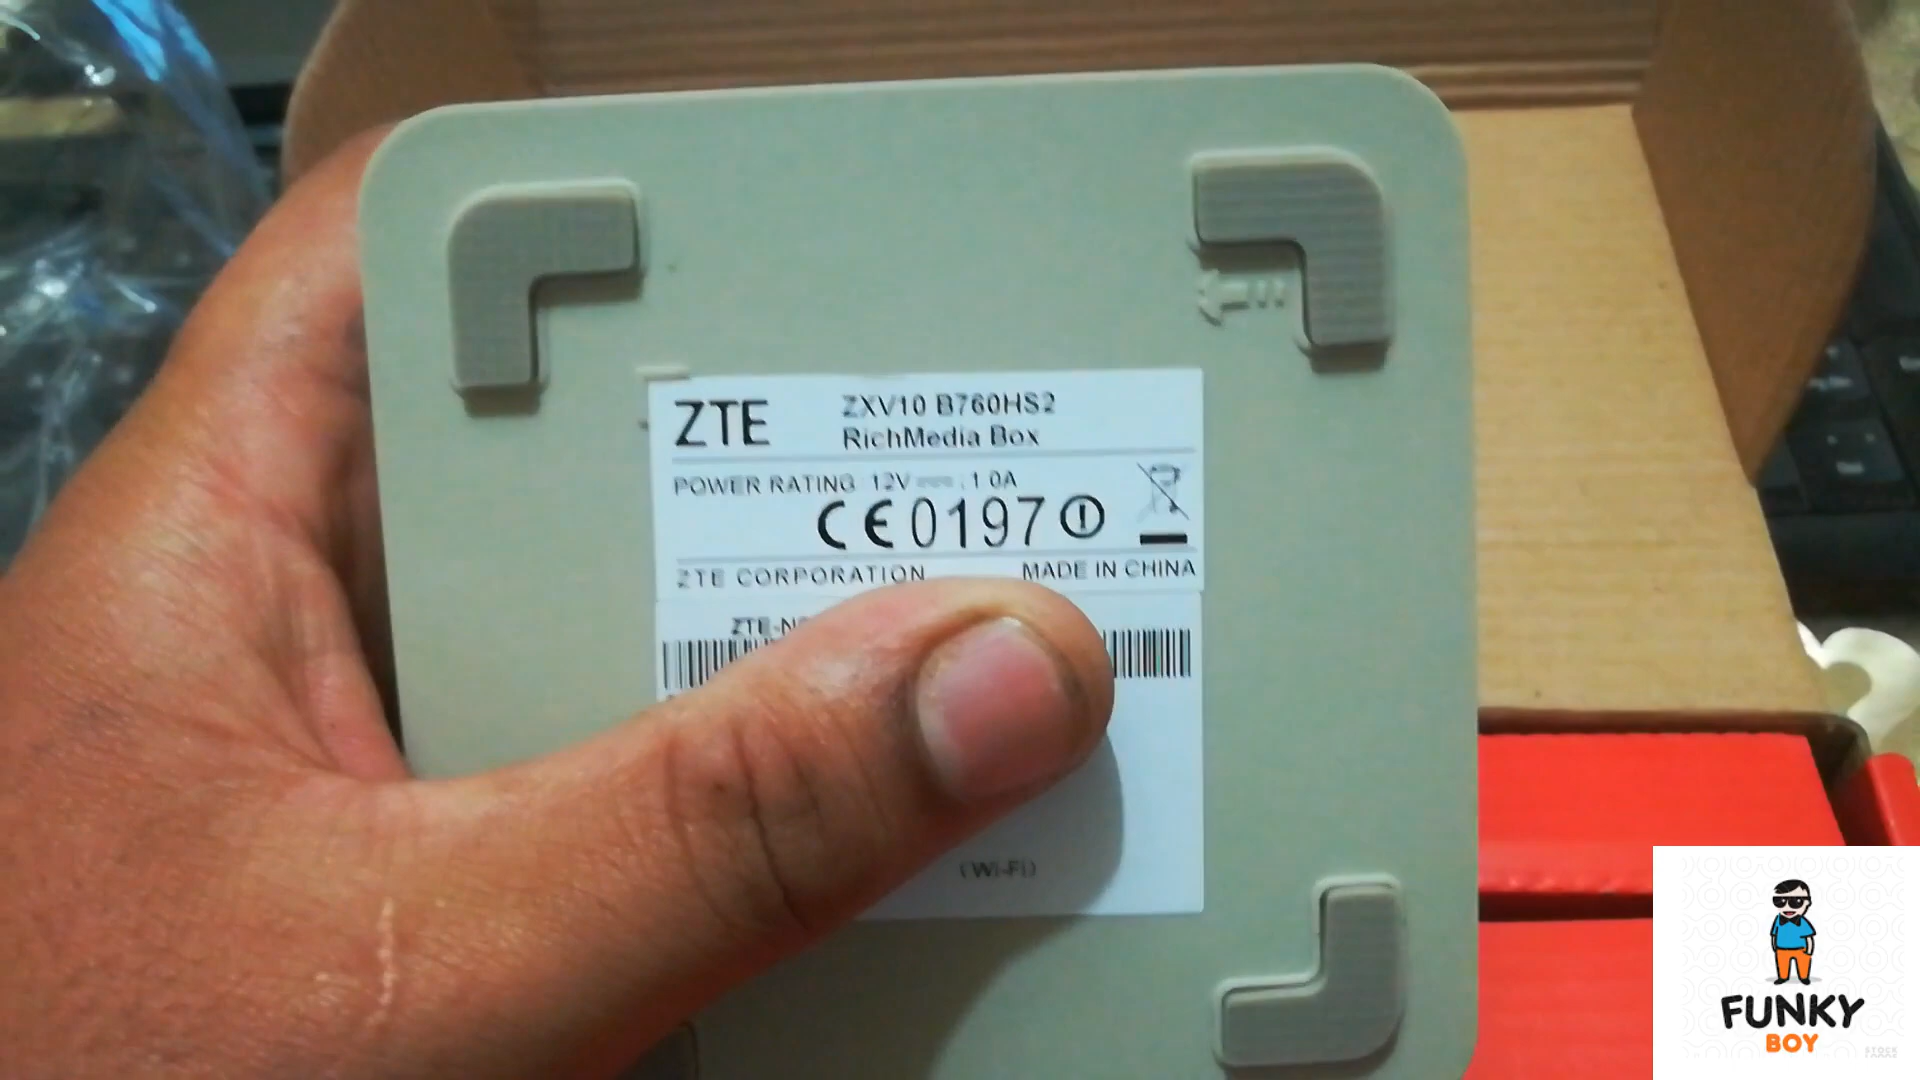 ZTE
ZXV10 B760HS2
RichMedia Box
POWER RATING: 12V ⎓ 1.0A
CE0197
ZTE CORPORATION MADE IN CHINA
(Wi-Fi)
FUNKY
BOY